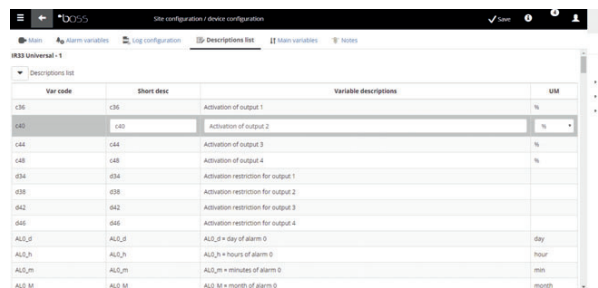 boss Site configuration / device configuration Save 4
Main Alarm variables Log configuration Descriptions list Main variables Notes
IR33 Universal - 1
Descriptions list
Var code Short desc Variable descriptions UM
c36 c36 Activation of output 1 %
c40 c40 Activation of output 2 %
c44 c44 Activation of output 3 %
c48 c48 Activation of output 4 %
d34 d34 Activation restriction for output 1
d38 d38 Activation restriction for output 2
d42 d42 Activation restriction for output 3
d46 d46 Activation restriction for output 4
AL0_d AL0_d AL0_d = day of alarm 0 day
AL0_h AL0_h AL0_h = hours of alarm 0 hour
AL0_m AL0_m AL0_m = minutes of alarm 0 min
AL0_M AL0_M AL0_M = month of alarm 0 month